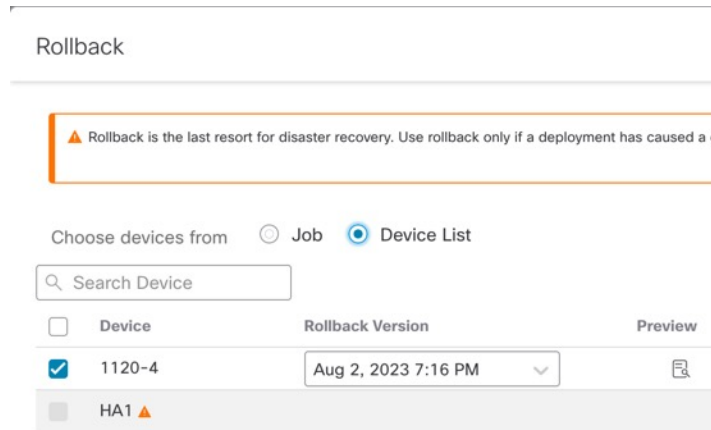 Rollback
Rollback is the last resort for disaster recovery. Use rollback only if a deployment has caused a
Choose devices from Job Device List
Search Device
Device Rollback Version Preview
1120-4 Aug 2, 2023 7:16 PM
HA1